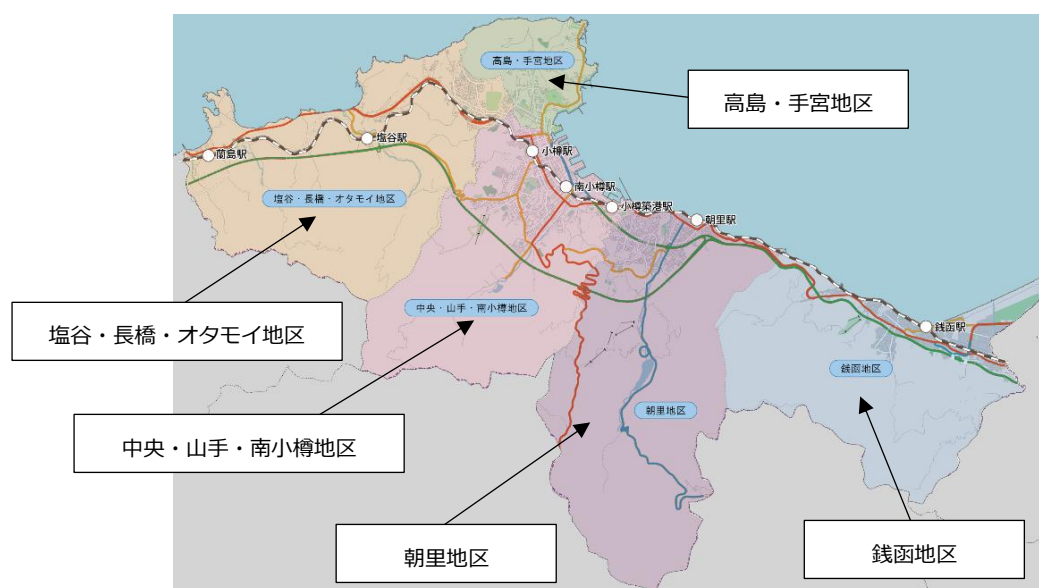 高島・手宮地区
高島・手宮地区
塩谷駅
蘭島駅
小樽駅
南小樽駅
塩谷・長橋・オタモイ地区
小樽築港駅
朝里駅
中央・山手・南小樽地区
塩谷・長橋・オタモイ地区
銭函駅
銭函地区
朝里地区
中央・山手・南小樽地区
朝里地区
銭函地区